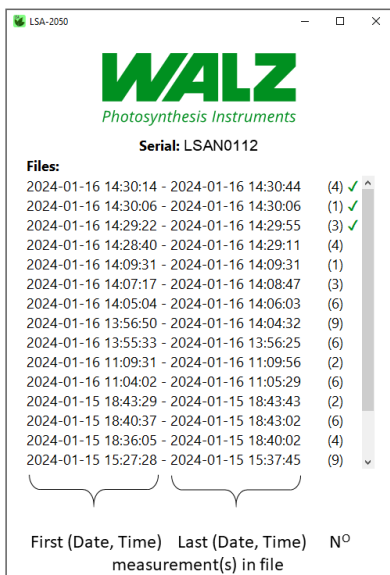 LSA-2050
WALZ
Photosynthesis Instruments
Serial: LSAN0112
Files:
2024-01-16 14:30:14 - 2024-01-16 14:30:44 (4) ✓
2024-01-16 14:30:06 - 2024-01-16 14:30:06 (1) ✓
2024-01-16 14:29:22 - 2024-01-16 14:29:55 (3) ✓
2024-01-16 14:28:40 - 2024-01-16 14:29:11 (4)
2024-01-16 14:09:31 - 2024-01-16 14:09:31 (1)
2024-01-16 14:07:17 - 2024-01-16 14:08:47 (3)
2024-01-16 14:05:04 - 2024-01-16 14:06:03 (6)
2024-01-16 13:56:50 - 2024-01-16 14:04:32 (9)
2024-01-16 13:55:33 - 2024-01-16 13:56:25 (6)
2024-01-16 11:09:31 - 2024-01-16 11:09:56 (2)
2024-01-16 11:04:02 - 2024-01-16 11:05:29 (6)
2024-01-15 18:43:29 - 2024-01-15 18:43:43 (2)
2024-01-15 18:40:37 - 2024-01-15 18:43:02 (6)
2024-01-15 18:36:05 - 2024-01-15 18:40:02 (4)
2024-01-15 15:27:28 - 2024-01-15 15:37:45 (9)
First (Date, Time) Last (Date, Time) Nº
measurement(s) in file